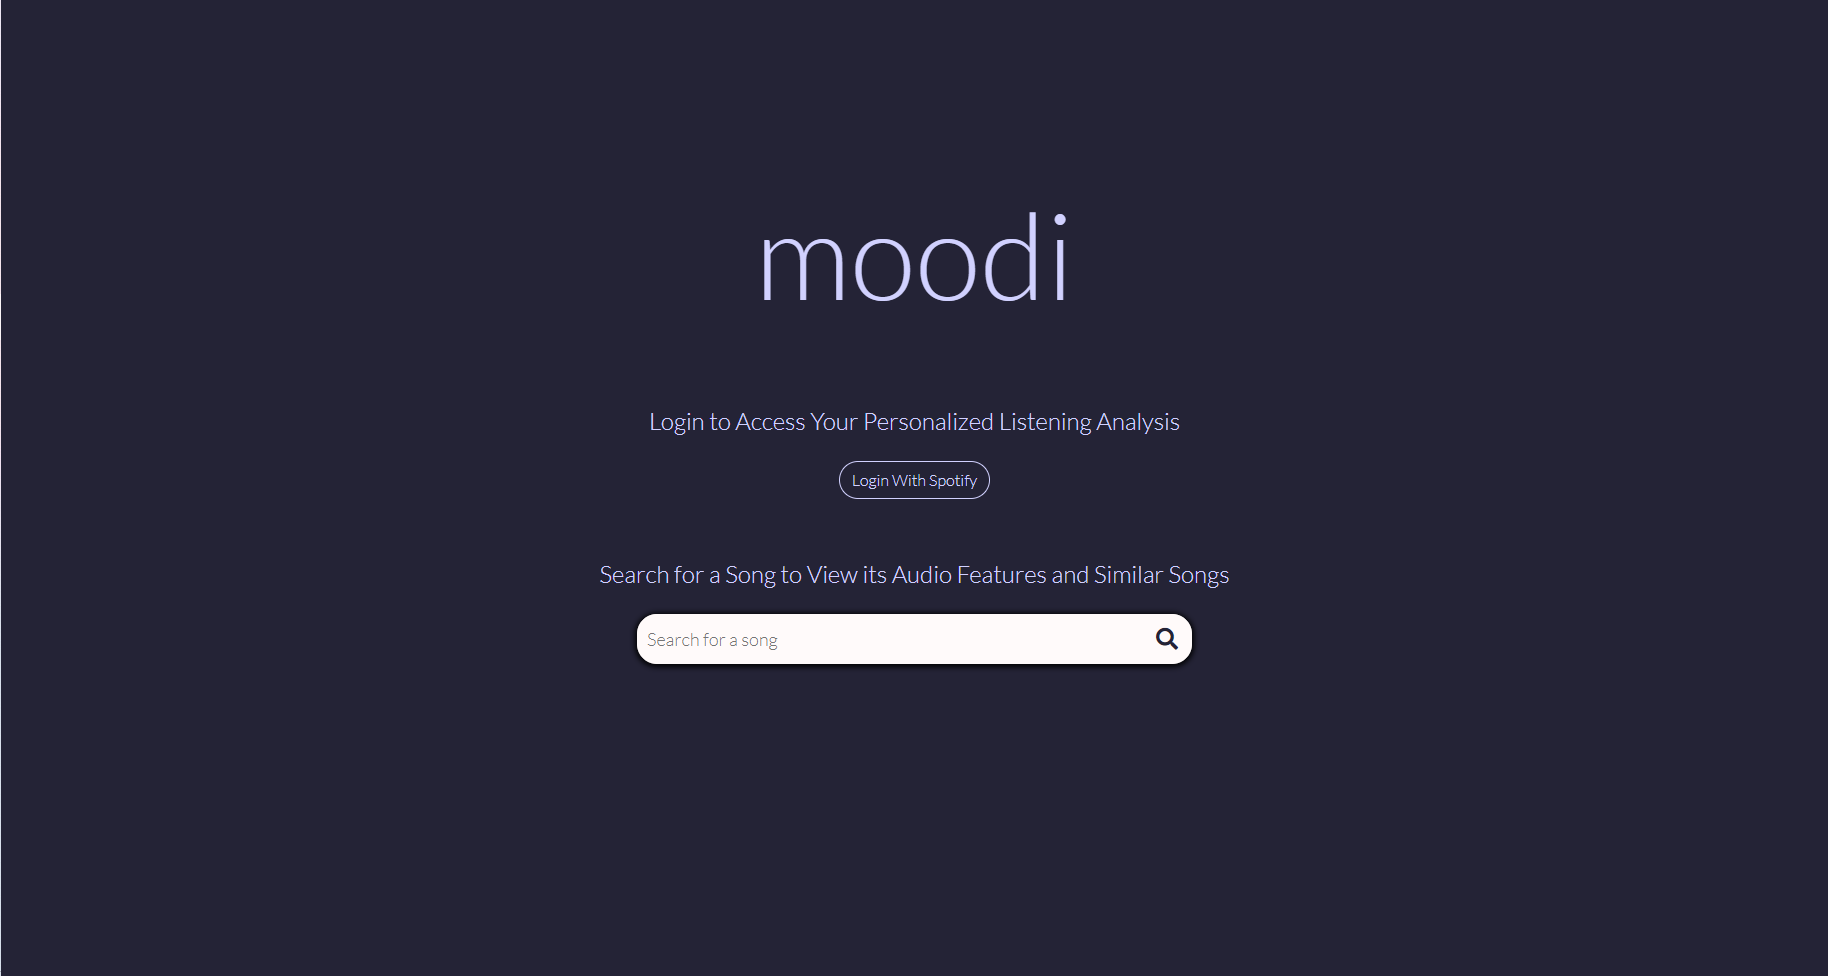 moodi
Login to Access Your Personalized Listening Analysis
Login With Spotify
Search for a Song to View its Audio Features and Similar Songs
Search for a song